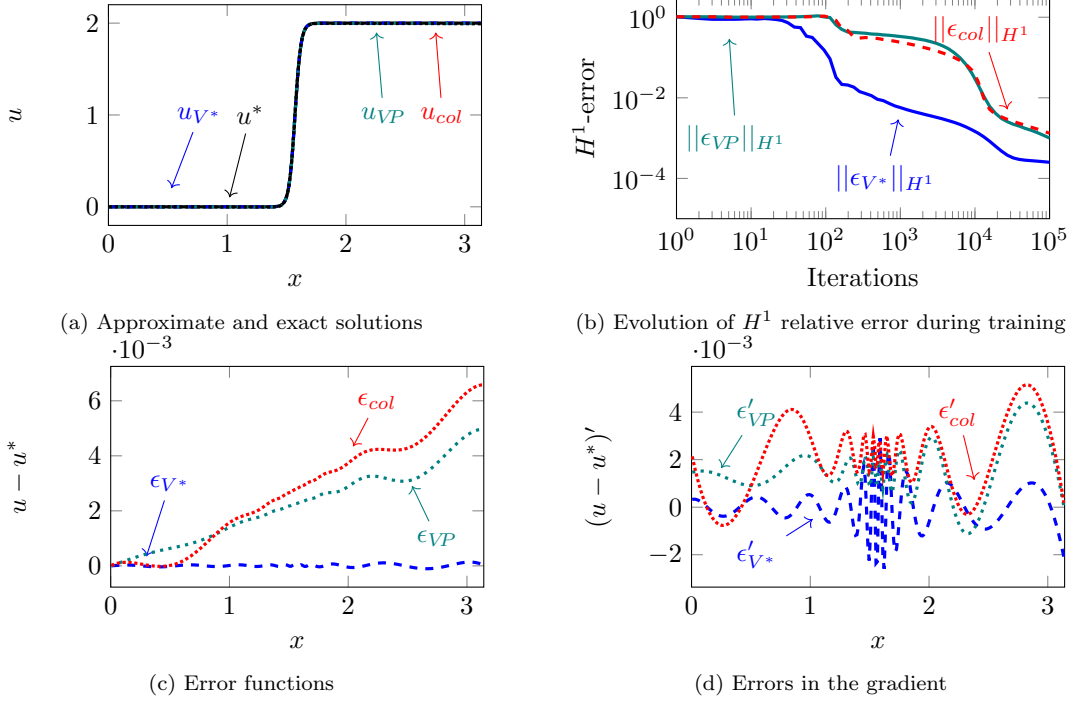 2
1
0
u
u_{V*}
u*
u_{VP}
u_{col}
0
1
2
3
x
(a) Approximate and exact solutions
10^0
10^{-2}
10^{-4}
H^1-error
||ϵ_{col}||_{H^1}
||ϵ_{VP}||_{H^1}
||ϵ_{V*}||_{H^1}
10^0
10^1
10^2
10^3
10^4
10^5
Iterations
(b) Evolution of H^1 relative error during training
·10^{-3}
6
4
2
0
u − u*
ϵ_{col}
ϵ_{V*}
ϵ_{VP}
0
1
2
3
x
(c) Error functions
·10^{-3}
4
2
0
−2
(u − u*)′
ϵ′_{VP}
ϵ′_{col}
ϵ′_{V*}
0
1
2
3
x
(d) Errors in the gradient